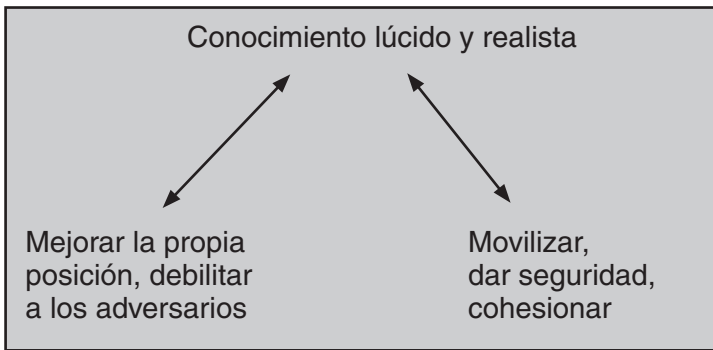 Conocimiento lúcido y realista
Mejorar la propia
posición, debilitar
a los adversarios
Movilizar,
dar seguridad,
cohesionar